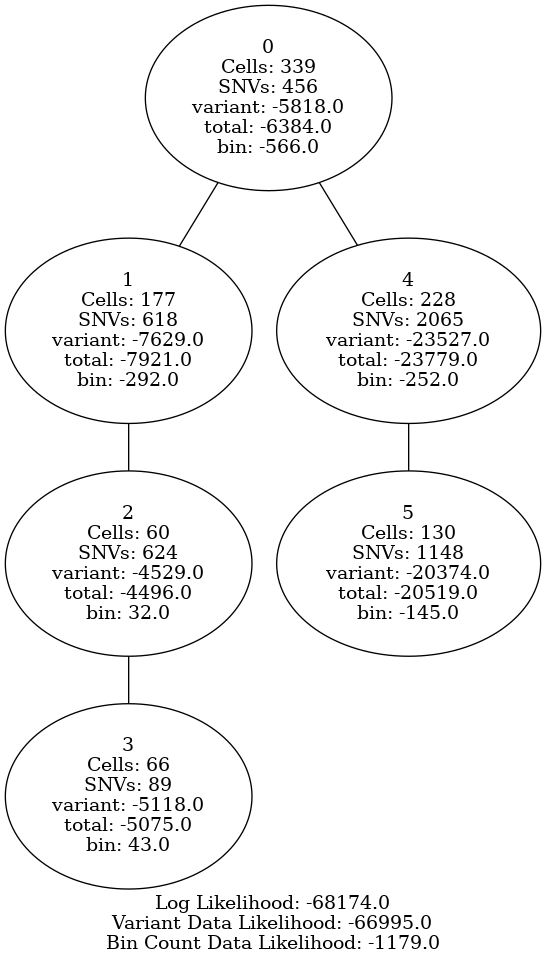 0
Cells: 339
SNVs: 456
variant: -5818.0
total: -6384.0
bin: -566.0
1
Cells: 177
SNVs: 618
variant: -7629.0
total: -7921.0
bin: -292.0
4
Cells: 228
SNVs: 2065
variant: -23527.0
total: -23779.0
bin: -252.0
2
Cells: 60
SNVs: 624
variant: -4529.0
total: -4496.0
bin: 32.0
5
Cells: 130
SNVs: 1148
variant: -20374.0
total: -20519.0
bin: -145.0
3
Cells: 66
SNVs: 89
variant: -5118.0
total: -5075.0
bin: 43.0
Log Likelihood: -68174.0
Variant Data Likelihood: -66995.0
Bin Count Data Likelihood: -1179.0